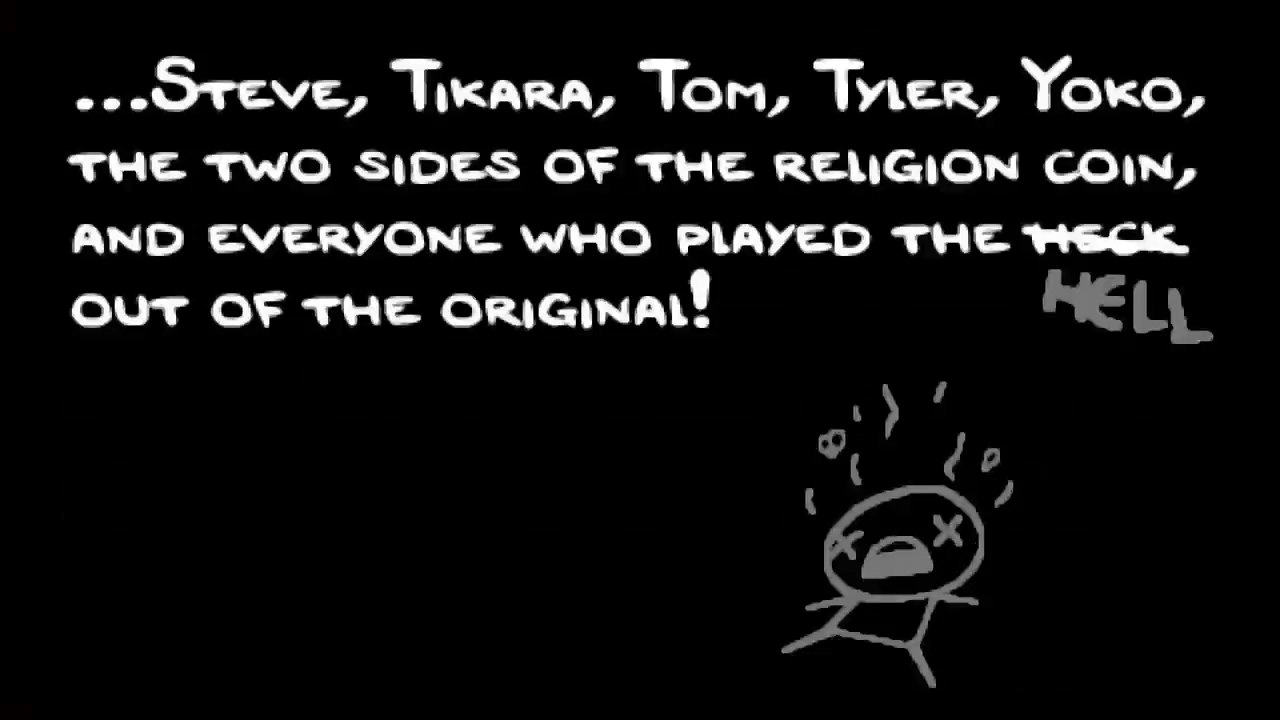 ...Steve, Tikara, Tom, Tyler, Yoko,
the two sides of the religion coin,
and everyone who played the heck
out of the original!
HELL